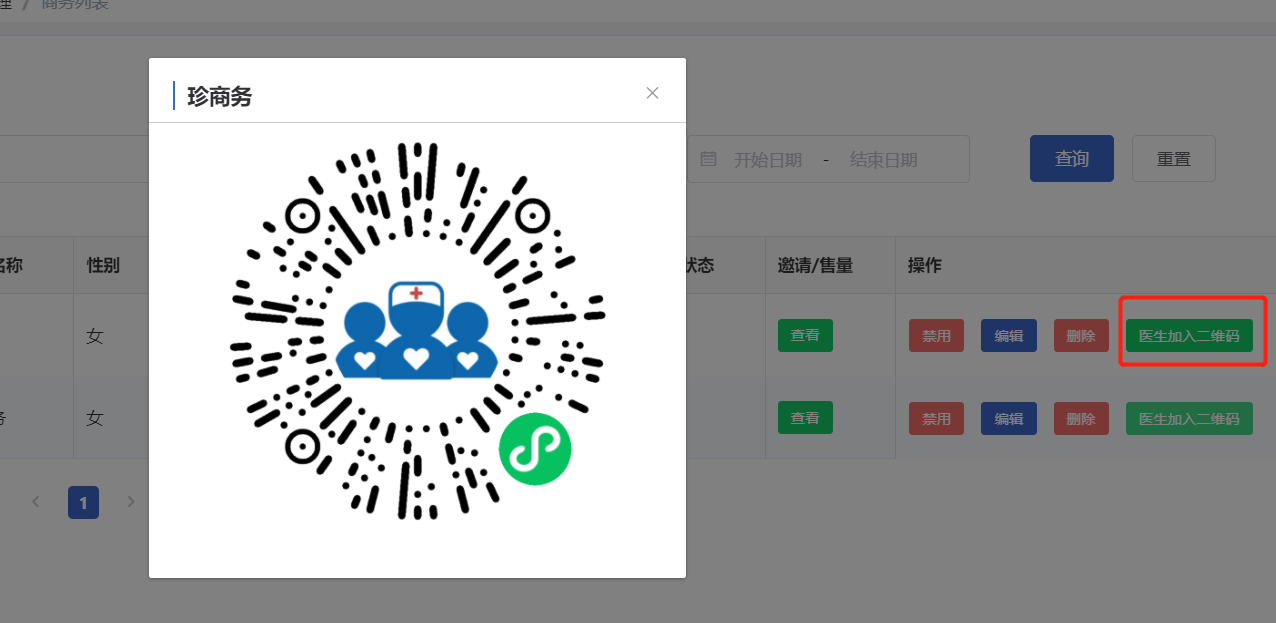 理 / 商务列表
珍商务
开始日期 - 结束日期
查询
重置
名称
性别
状态
邀请/售量
操作
女
查看
禁用
编辑
删除
医生加入二维码
务
女
查看
禁用
编辑
删除
医生加入二维码
1